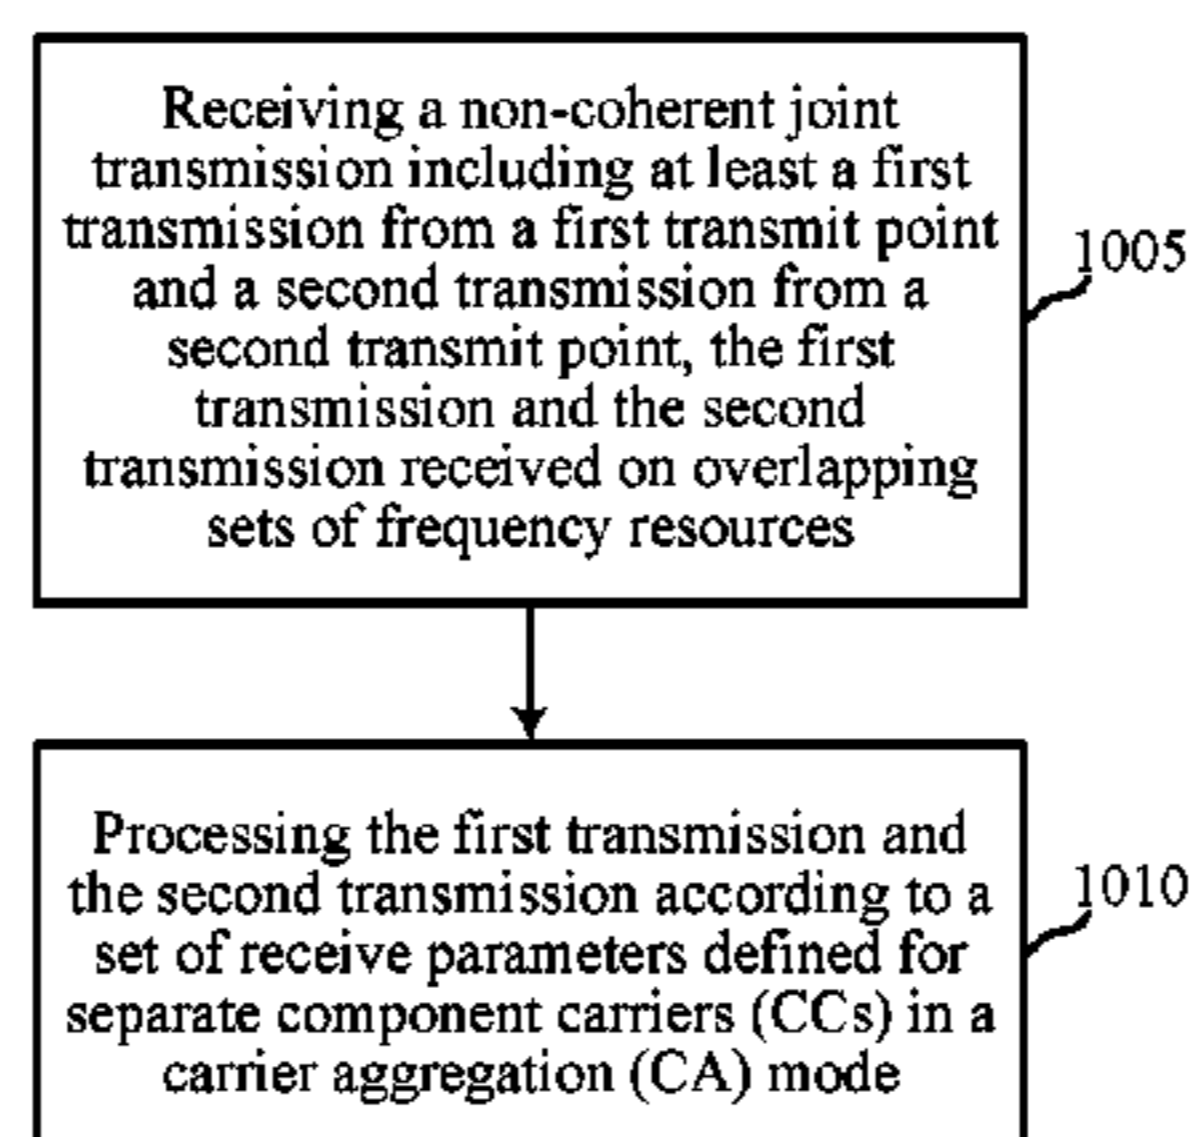 Receiving a non-coherent joint
transmission including at least a first
transmission from a first transmit point
and a second transmission from a
second transmit point, the first
transmission and the second
transmission received on overlapping
sets of frequency resources
1005
Processing the first transmission and
the second transmission according to a
set of receive parameters defined for
separate component carriers (CCs) in a
carrier aggregation (CA) mode
1010